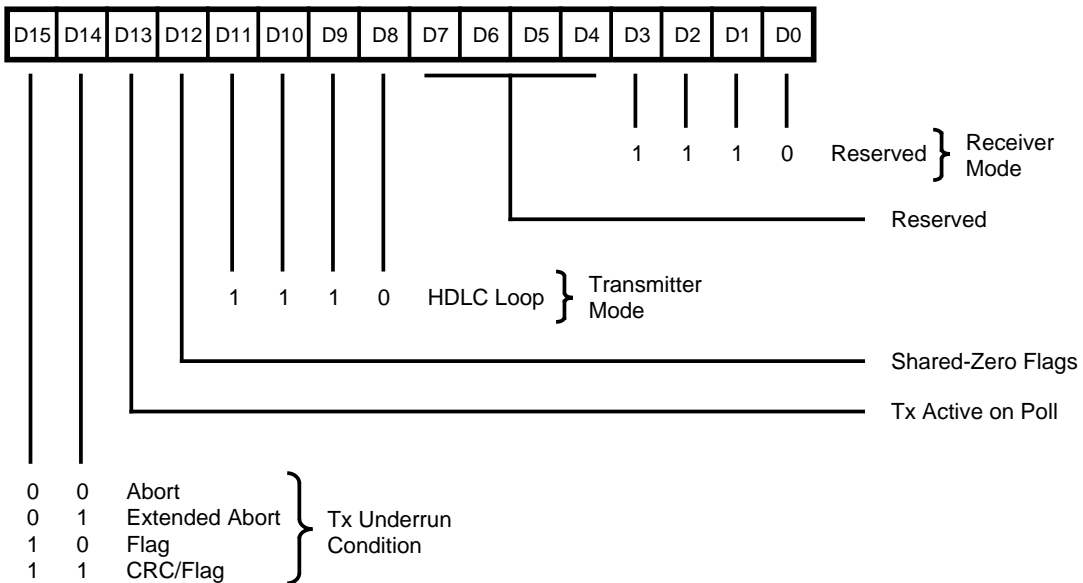 D15 D14 D13 D12 D11 D10 D9 D8 D7 D6 D5 D4 D3 D2 D1 D0
1 1 1 0 Reserved Receiver
Mode
Reserved
1 1 1 0 HDLC Loop Transmitter
Mode
Shared-Zero Flags
Tx Active on Poll
0 0 Abort
0 1 Extended Abort
1 0 Flag
1 1 CRC/Flag
Tx Underrun
Condition